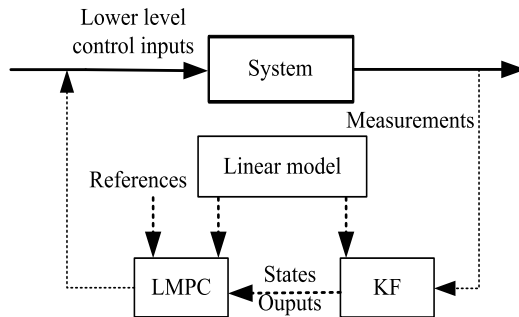 Lower level
control inputs
System
Measurements
Linear model
References
LMPC
States
Ouputs
KF